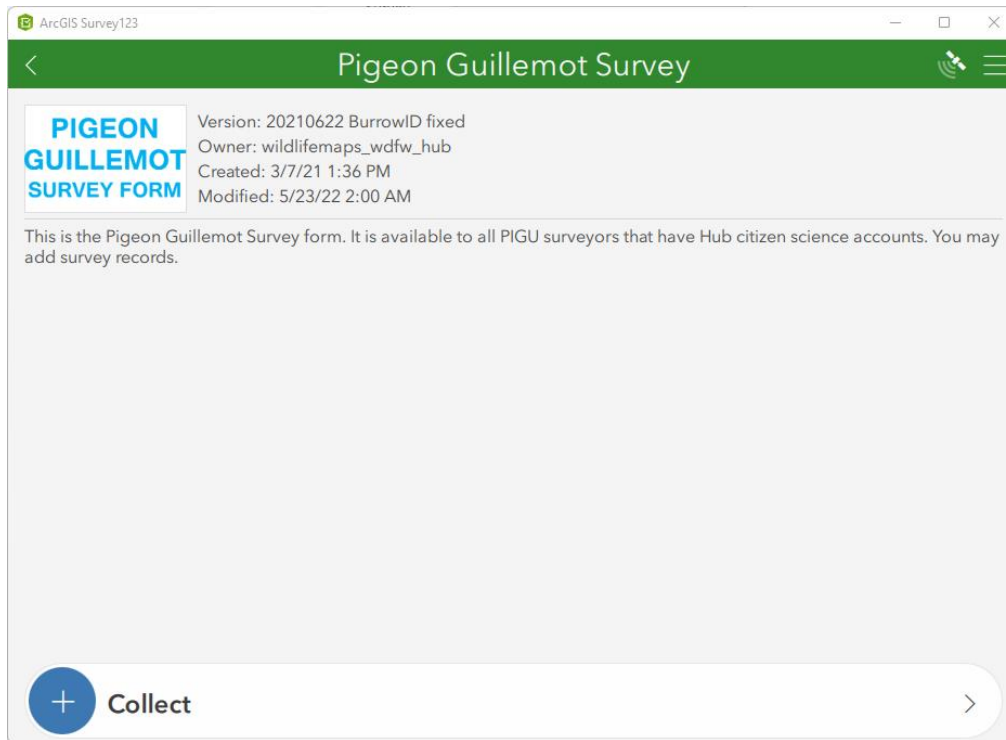 ArcGIS Survey123
Pigeon Guillemot Survey
PIGEON
GUILLEMOT
SURVEY FORM
Version: 20210622 BurrowID fixed
Owner: wildlifemaps_wdfw_hub
Created: 3/7/21 1:36 PM
Modified: 5/23/22 2:00 AM
This is the Pigeon Guillemot Survey form. It is available to all PIGU surveyors that have Hub citizen science accounts. You may
add survey records.
Collect